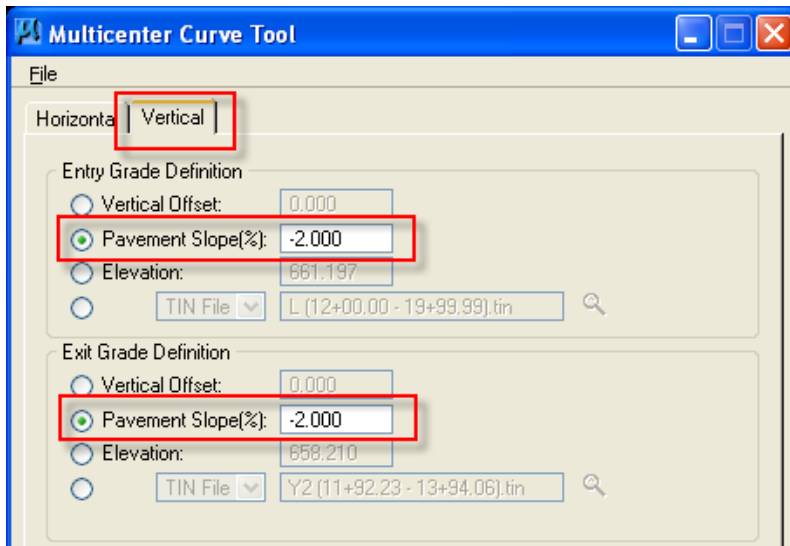 Multicenter Curve Tool
File
Horizonta Vertical
Entry Grade Definition
Vertical Offset: 0.000
Pavement Slope(%): -2.000
Elevation: 661.197
TIN File L (12+00.00 - 19+99.99).tin
Exit Grade Definition
Vertical Offset: 0.000
Pavement Slope(%): -2.000
Elevation: 658.210
TIN File Y2 (11+92.23 - 13+94.06).tin